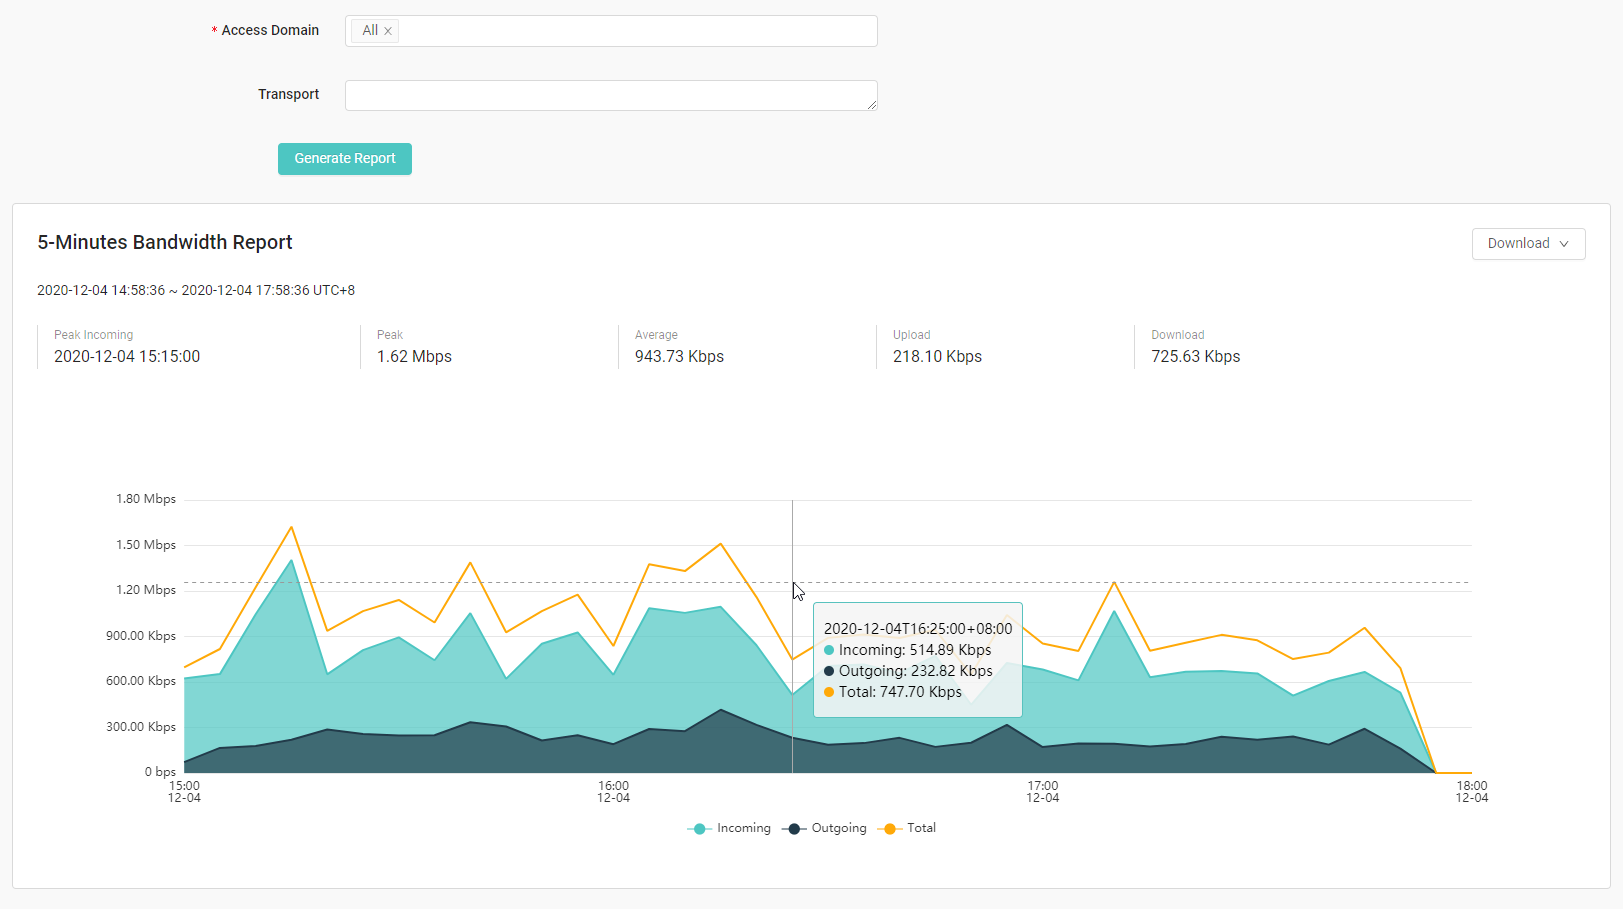 * Access Domain
All ×
Transport
Generate Report
5-Minutes Bandwidth Report
Download
2020-12-04 14:58:36 ~ 2020-12-04 17:58:36 UTC+8
Peak Incoming
2020-12-04 15:15:00
Peak
1.62 Mbps
Average
943.73 Kbps
Upload
218.10 Kbps
Download
725.63 Kbps
1.80 Mbps
1.50 Mbps
1.20 Mbps
900.00 Kbps
600.00 Kbps
300.00 Kbps
0 bps
2020-12-04T16:25:00+08:00
Incoming: 514.89 Kbps
Outgoing: 232.82 Kbps
Total: 747.70 Kbps
15:00
12-04
16:00
12-04
17:00
12-04
18:00
12-04
Incoming
Outgoing
Total